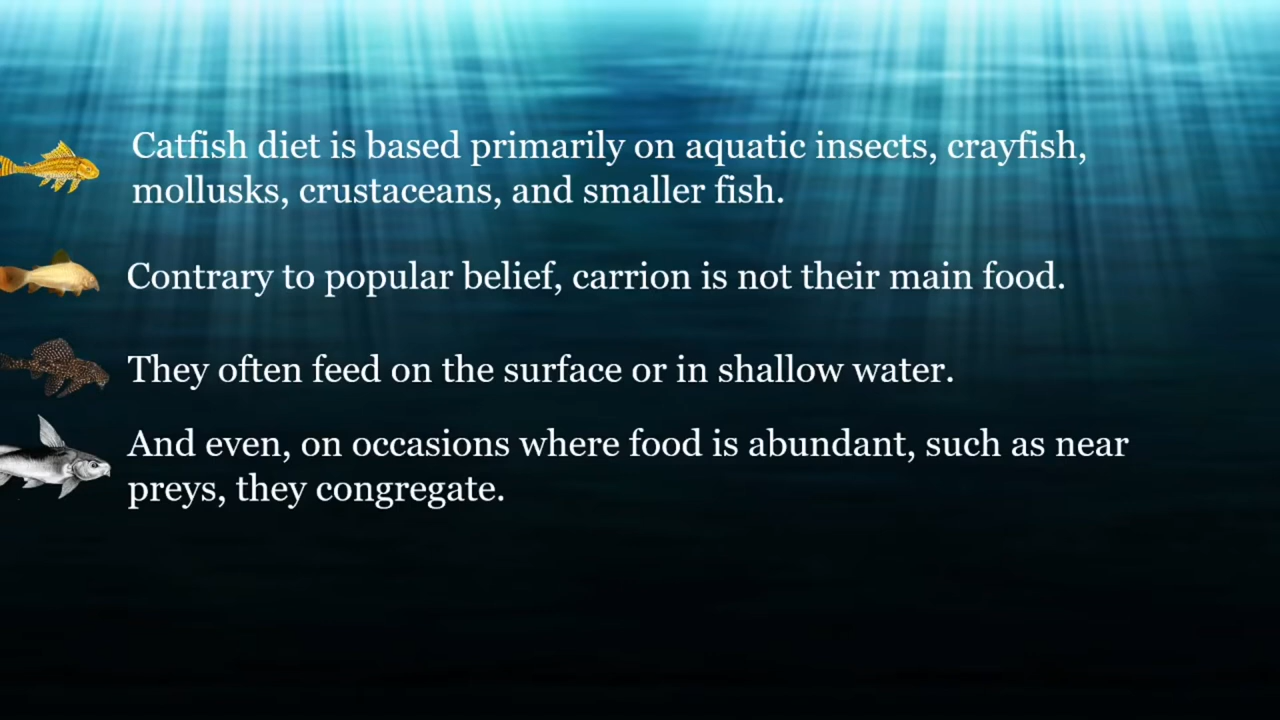 Catfish diet is based primarily on aquatic insects, crayfish,
mollusks, crustaceans, and smaller fish.
Contrary to popular belief, carrion is not their main food.
They often feed on the surface or in shallow water.
And even, on occasions where food is abundant, such as near
preys, they congregate.